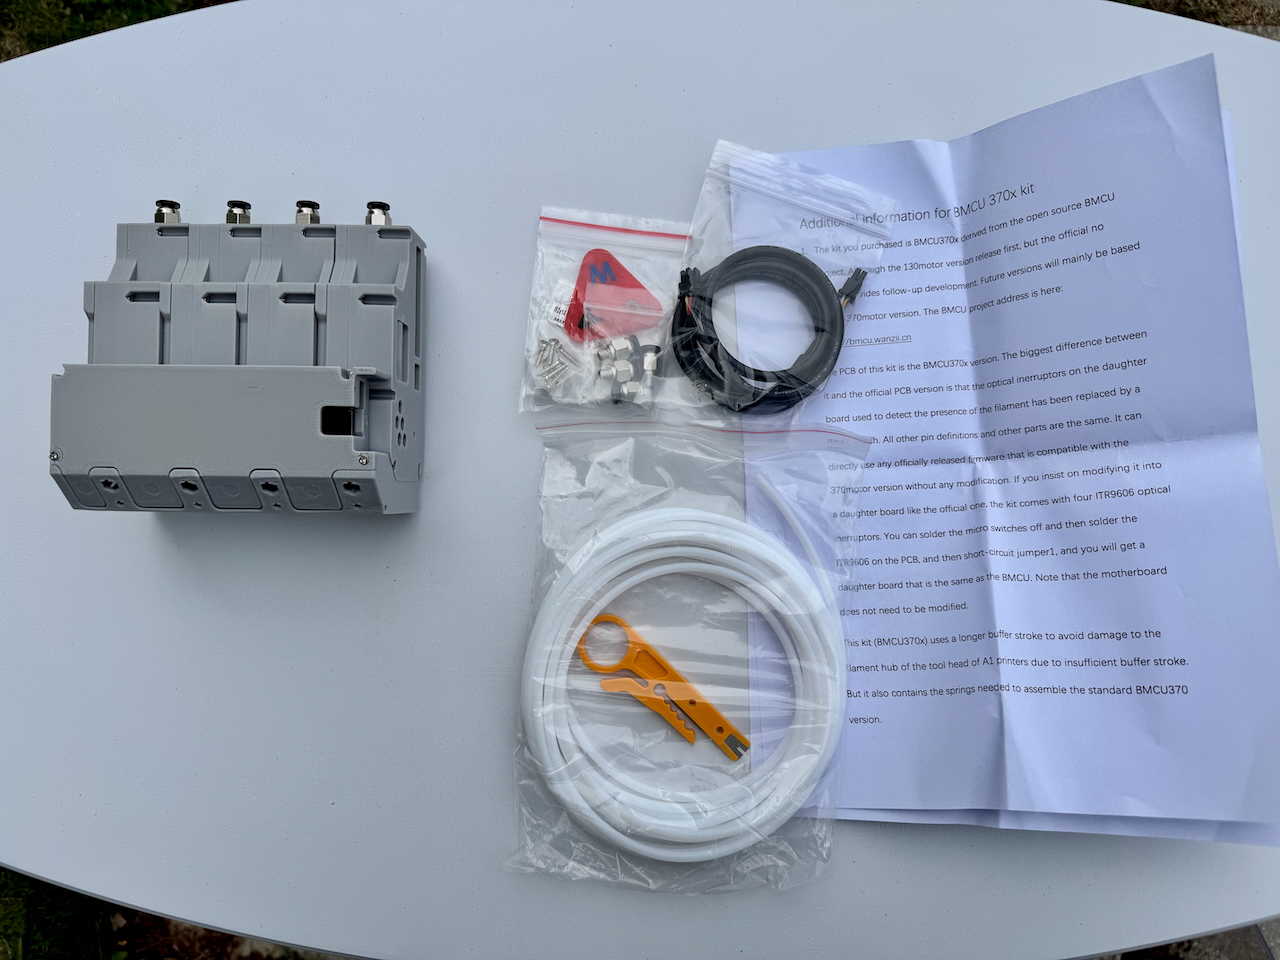 M
Additional information for BMCU 370x kit
1. The kit you purchased is BMCU370x derived from the open source BMCU
project. Although the 130motor version release first, but the official no
vides follow-up development. Future versions will mainly be based
370motor version. The BMCU project address is here:
//bmcu.wanzii.cn
e PCB of this kit is the BMCU370x version. The biggest difference between
it and the official PCB version is that the optical inerruptors on the daughter
board used to detect the presence of the filament has been replaced by a
h. All other pin definitions and other parts are the same. It can
directly use any officially released firmware that is compatible with the
370motor version without any modification. If you insist on modifying it into
a daughter board like the official one, the kit comes with four ITR9606 optical
inerruptors. You can solder the micro switches off and then solder the
ITR9606 on the PCB, and then short-circuit jumper1, and you will get a
daughter board that is the same as the BMCU. Note that the motherboard
does not need to be modified.
This kit (BMCU370x) uses a longer buffer stroke to avoid damage to the
filament hub of the tool head of A1 printers due to insufficient buffer stroke.
But it also contains the springs needed to assemble the standard BMCU370
version.